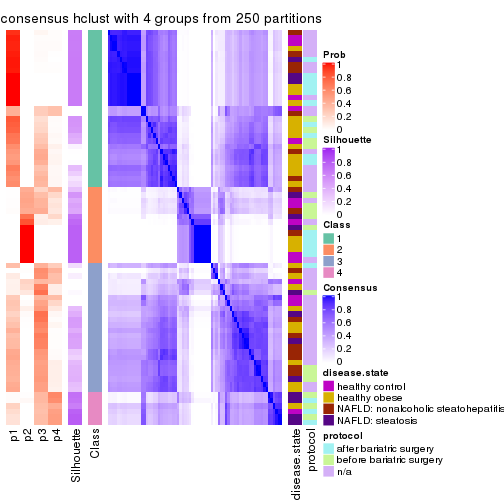 consensus hclust with 4 groups from 250 partitions
Prob
1
0.8
0.6
0.4
0.2
0
Silhouette
1
0.8
0.6
0.4
0.2
0
Class
1
2
3
4
Consensus
1
0.8
0.6
0.4
0.2
0
disease.state
healthy control
healthy obese
NAFLD: nonalcoholic steatohepatitis
NAFLD: steatosis
protocol
after bariatric surgery
before bariatric surgery
n/a
p1
p2
p3
p4
Silhouette
Class
disease.state
protocol